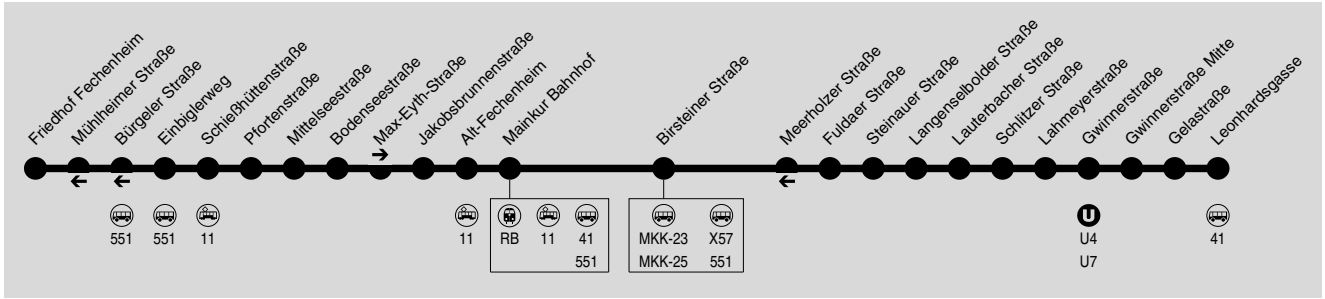 Friedhof Fechenheim
Mühlheimer Straße
Bürgeler Straße
Einbiglerweg
Schießhüttenstraße
Pfortenstraße
Mittelseestraße
Bodenseestraße
Max-Eyth-Straße
Jakobsbrunnenstraße
Alt-Fechenheim
Mainkur Bahnhof
Birsteiner Straße
Meerholzer Straße
Fuldaer Straße
Steinauer Straße
Langenselbolder Straße
Lauterbacher Straße
Schlitzer Straße
Lahmeyerstraße
Gwinnerstraße
Gwinnerstraße Mitte
Gelastraße
Leonhardsgasse
U
551 551 11 11 RB 11 41 MKK-23 X57 U4 41
551 MKK-25 551 U7